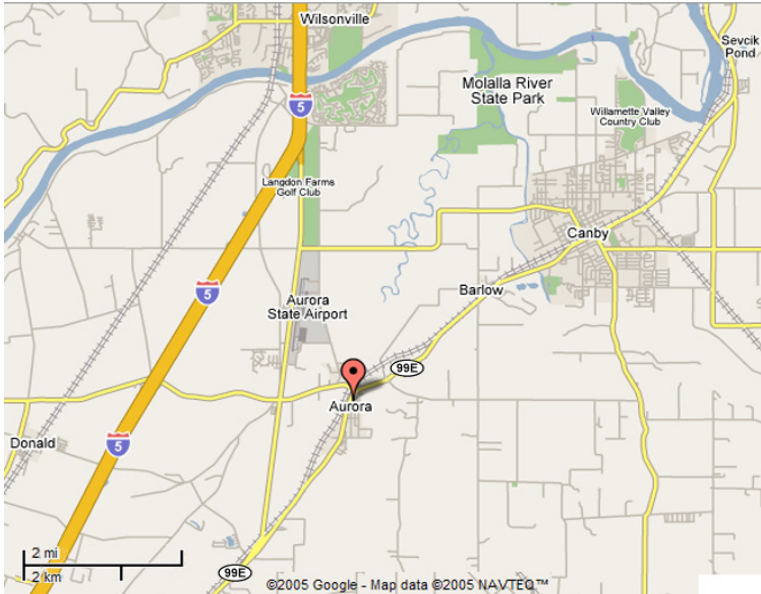 Wilsonville
Sevcik
Pond
5
Molalla River
State Park
Willamette Valley
Country Club
Langdon Farms
Golf Club
Canby
5
Barlow
Aurora
State Airport
99E
Aurora
Donald
5
2 mi
2 km
99E
©2005 Google - Map data ©2005 NAVTEQ™